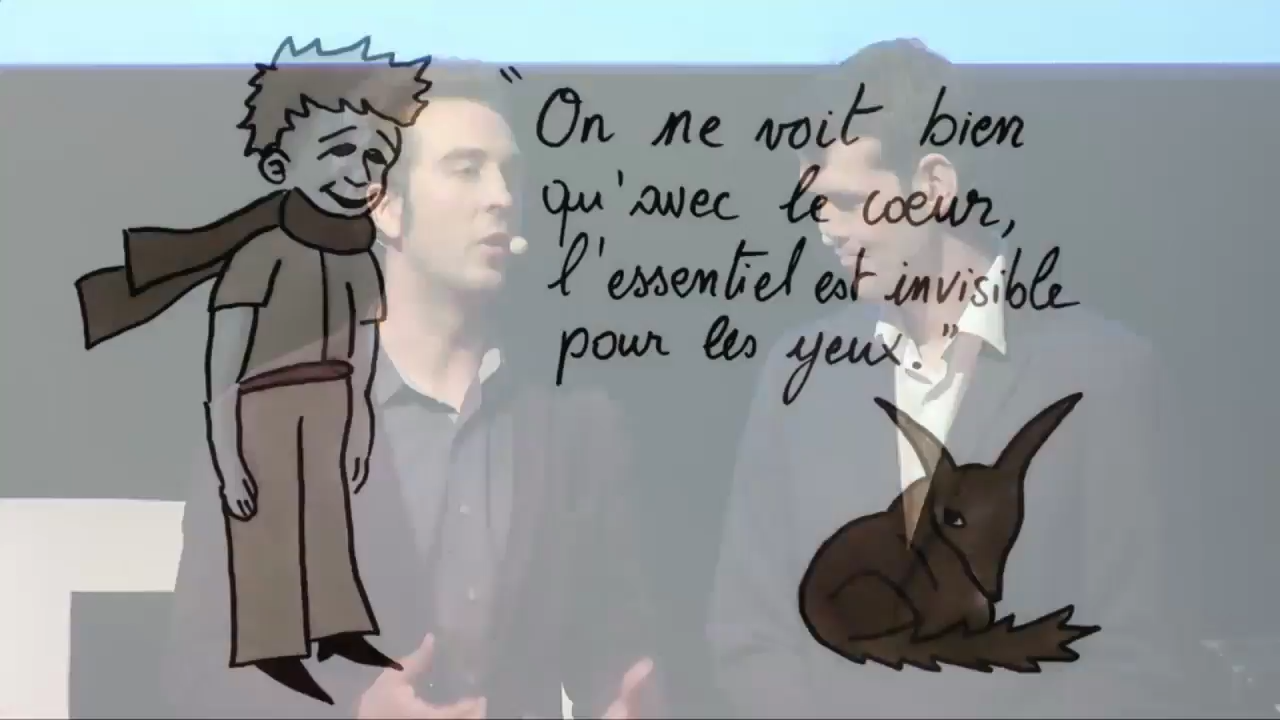 "On ne voit bien
qu'avec le cœur,
l'essentiel est invisible
pour les yeux."